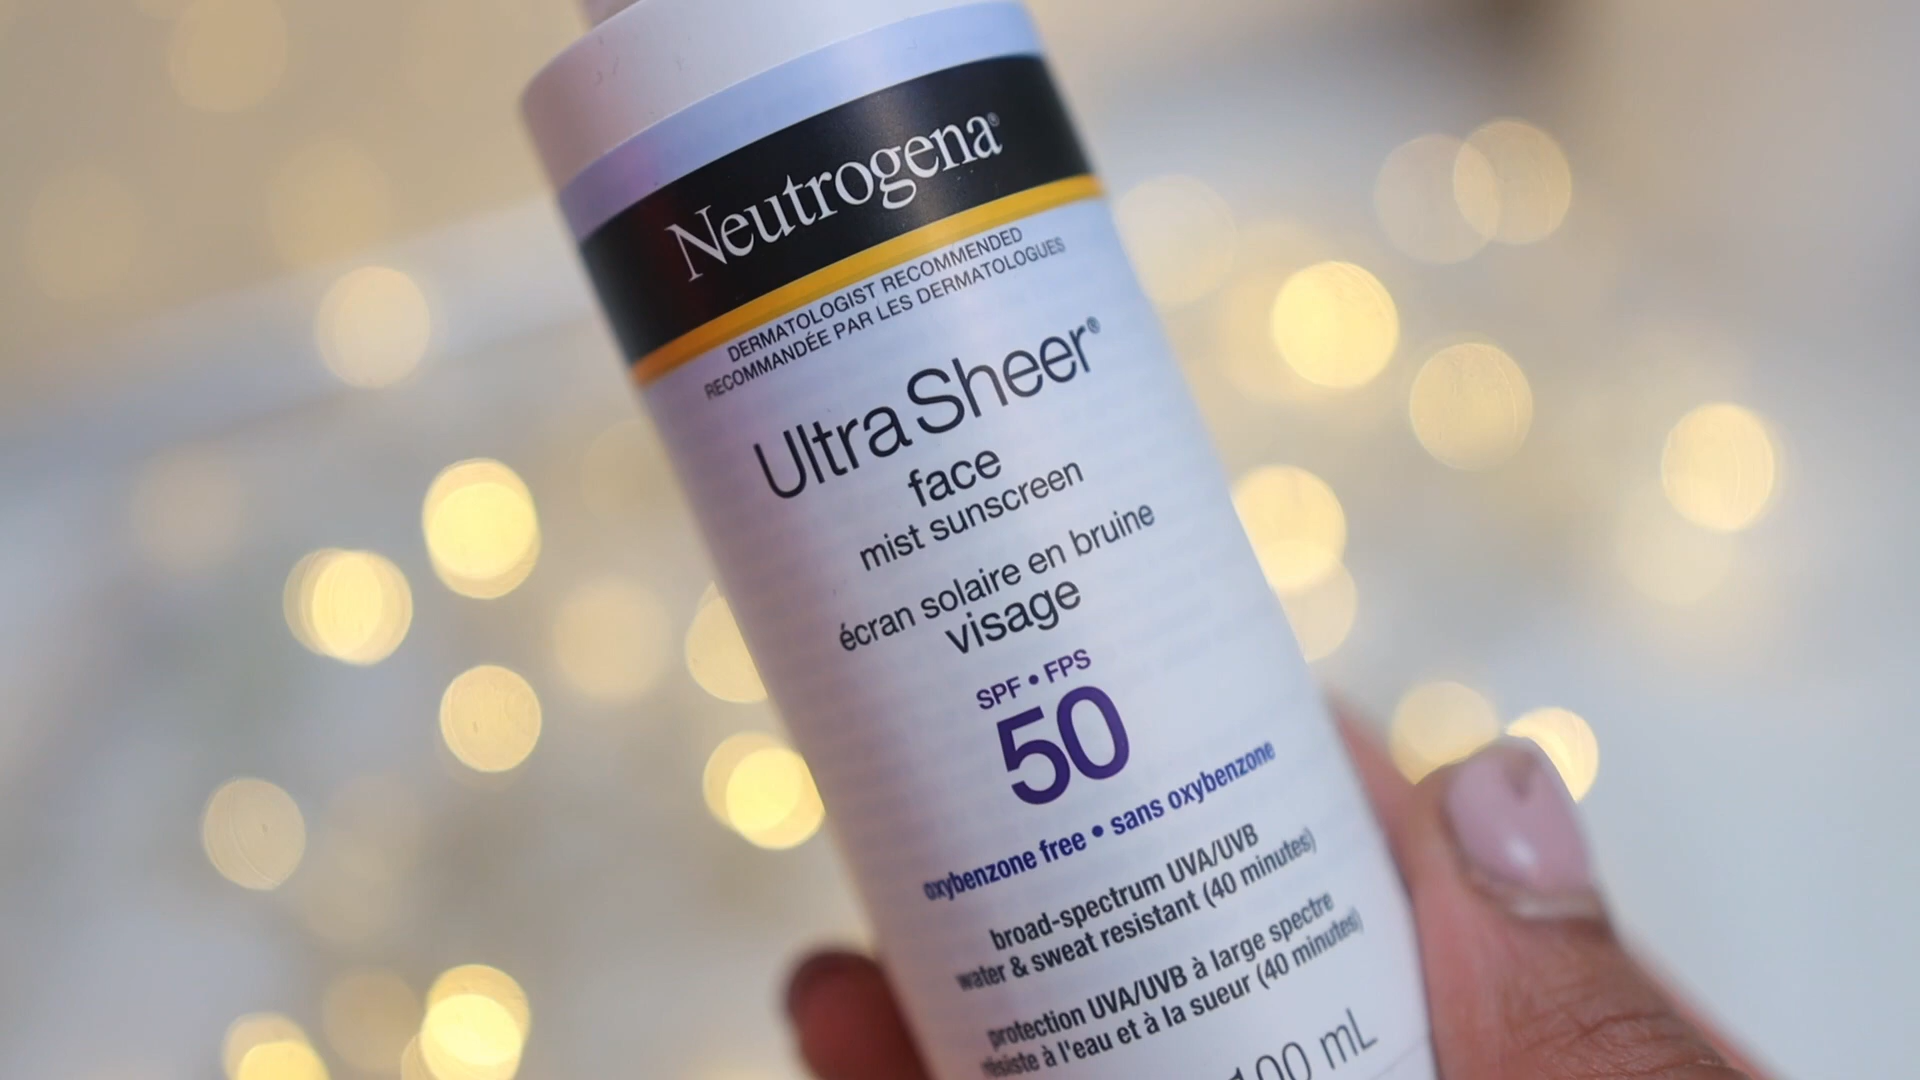 Neutrogena®
DERMATOLOGIST RECOMMENDED
RECOMMANDÉE PAR LES DERMATOLOGUES
Ultra Sheer®
face
mist sunscreen
écran solaire en bruine
visage
SPF • FPS
50
oxybenzone free • sans oxybenzone
broad-spectrum UVA/UVB
water & sweat resistant (40 minutes)
protection UVA/UVB à large spectre
résiste à l'eau et à la sueur (40 minutes)
100 mL